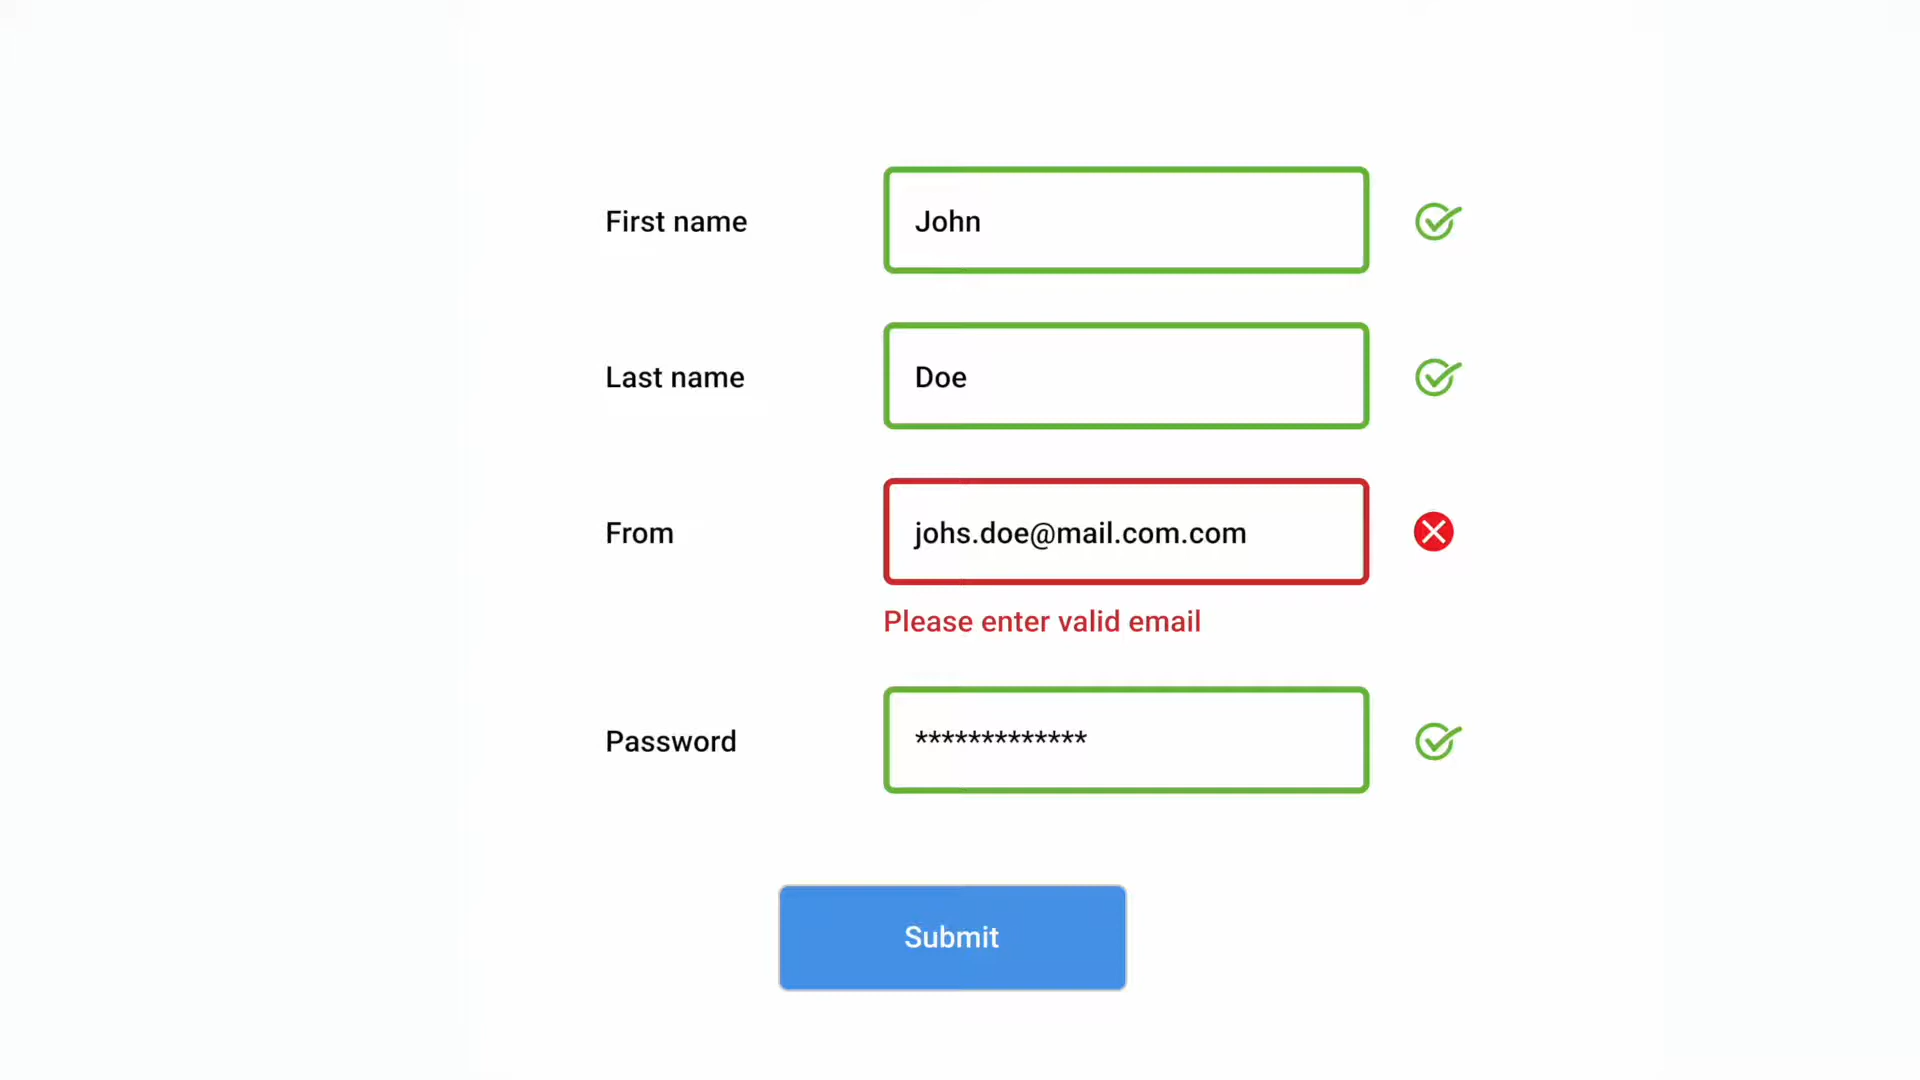 First name
John
Last name
Doe
From
johs.doe@mail.com.com
Please enter valid email
Password
*************
Submit